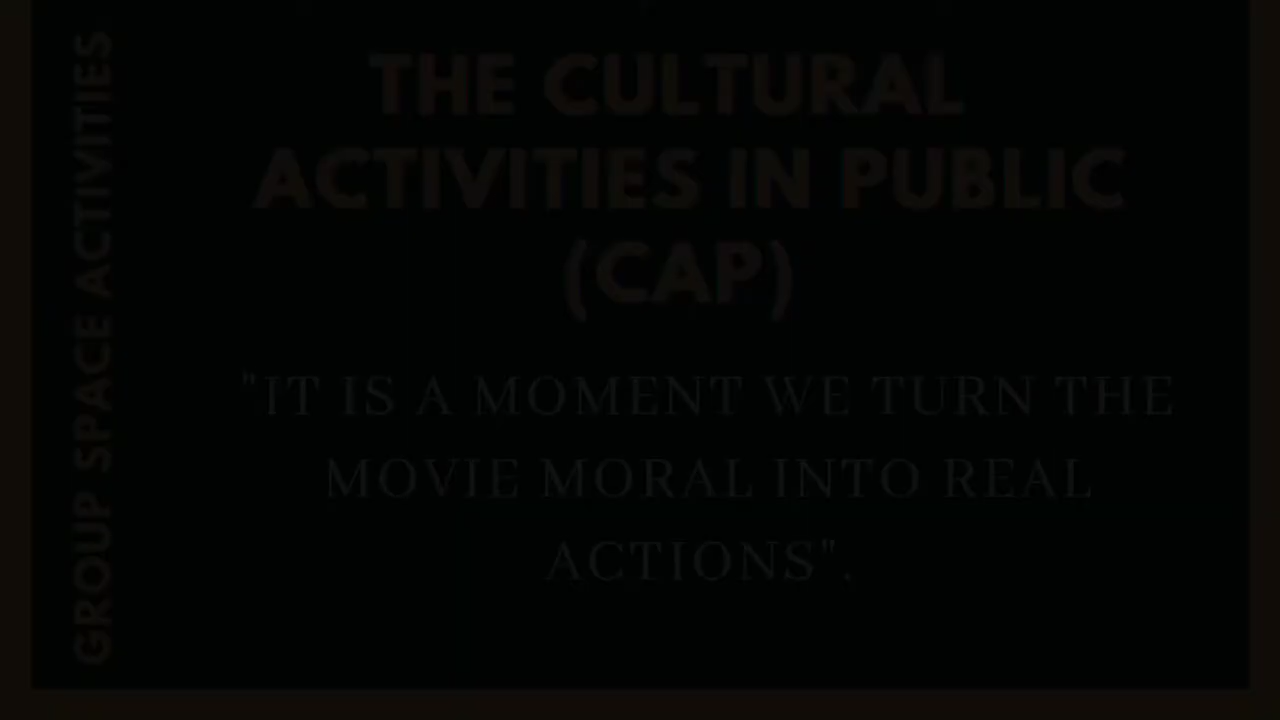 GROUP SPACE ACTIVITIES
THE CULTURAL
ACTIVITIES IN PUBLIC
(CAP)
"IT IS A MOMENT WE TURN THE
MOVIE MORAL INTO REAL
ACTIONS".